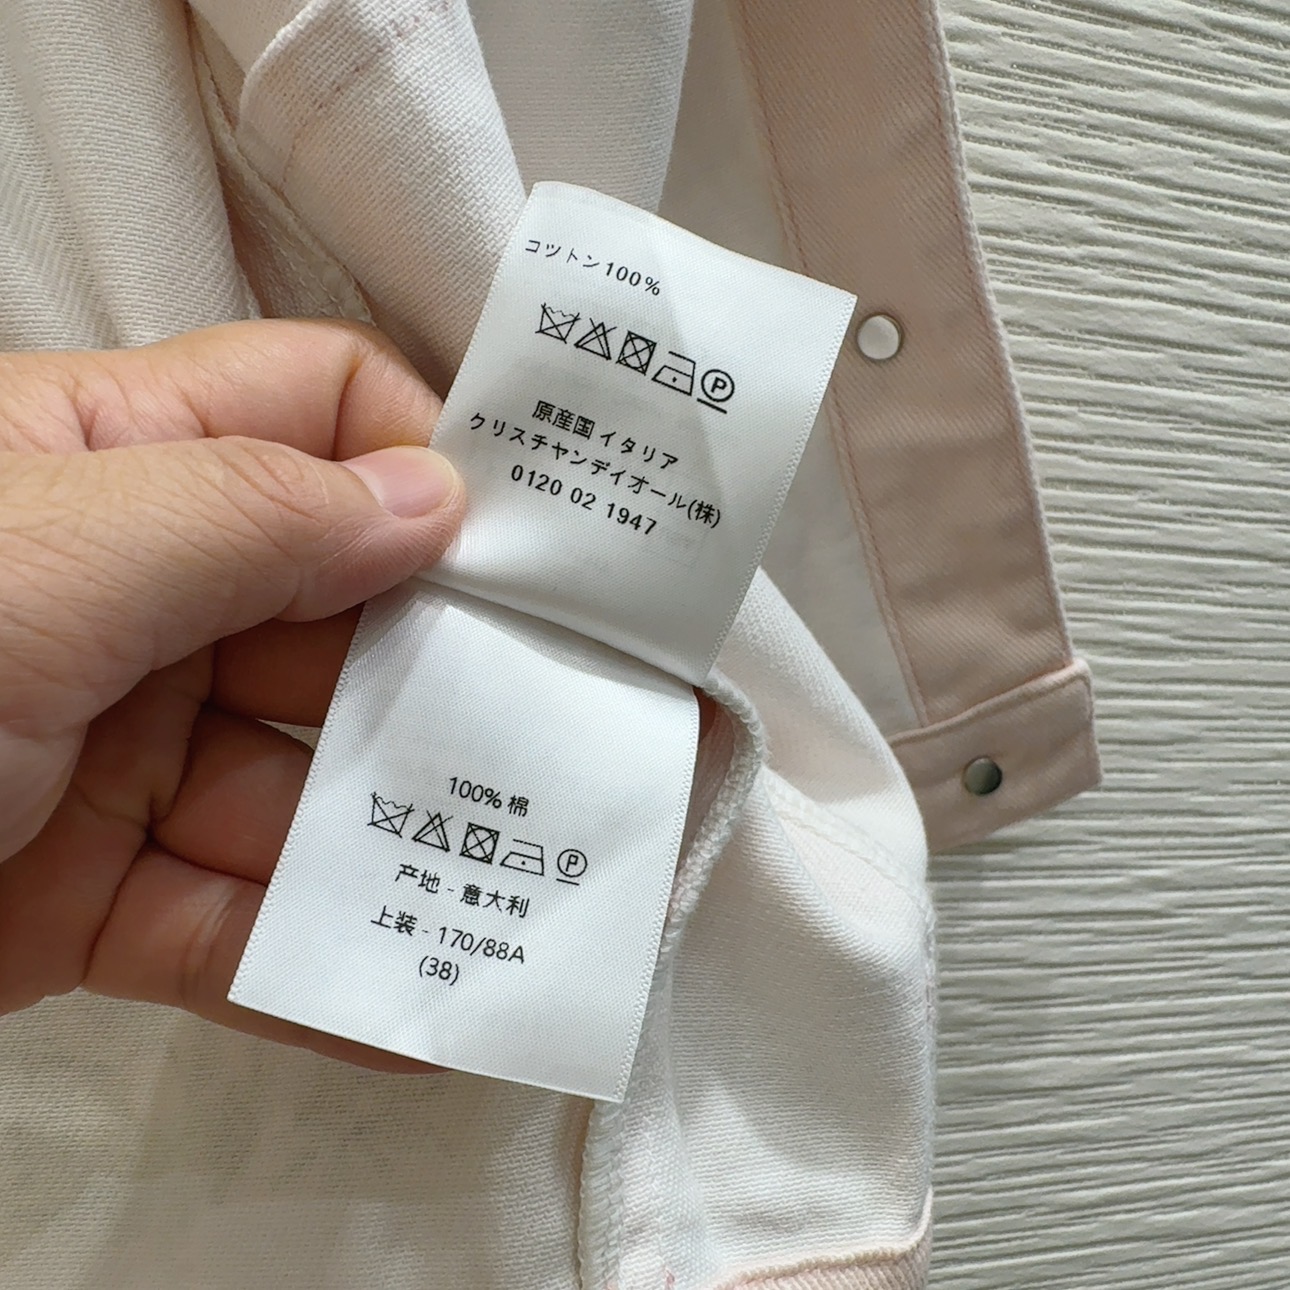 コットン100%
P
原産国 イタリア
クリスチャンディオール(株)
0120 02 1947
100% 棉
P
产地 - 意大利
上装 - 170/88A
(38)